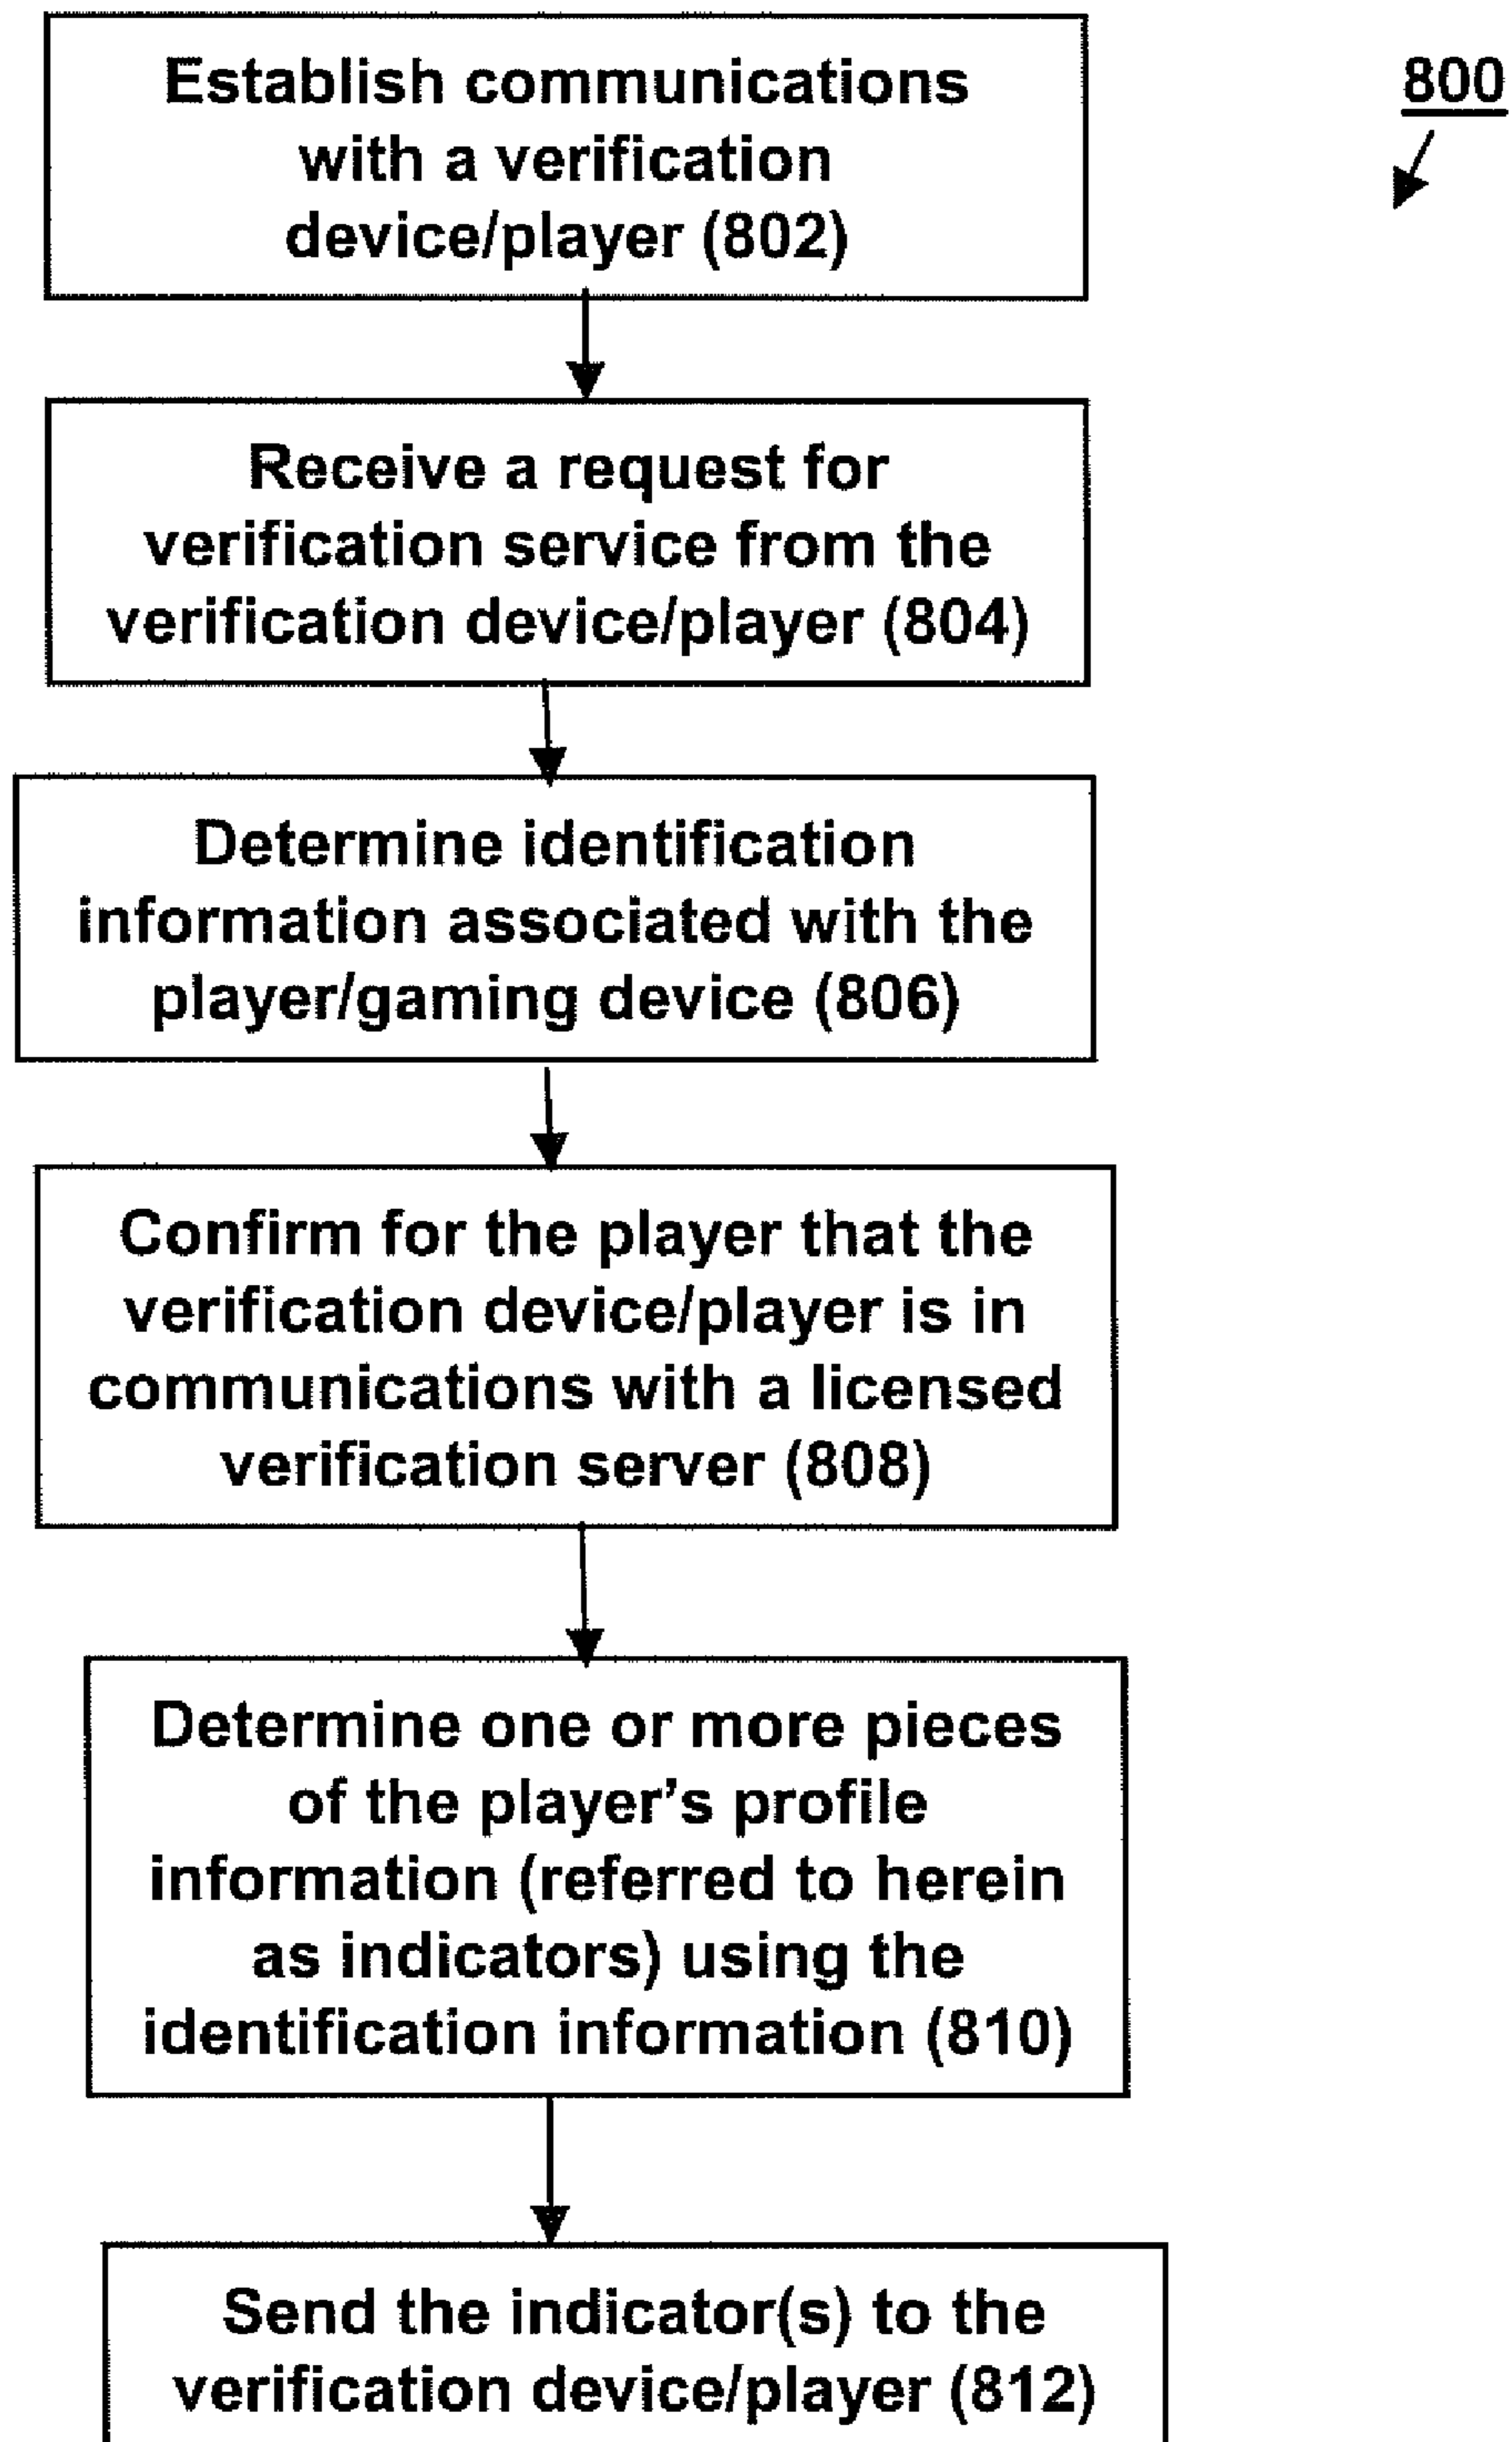 Establish communications
with a verification
device/player (802)
800
Receive a request for
verification service from the
verification device/player (804)
Determine identification
information associated with the
player/gaming device (806)
Confirm for the player that the
verification device/player is in
communications with a licensed
verification server (808)
Determine one or more pieces
of the player's profile
information (referred to herein
as indicators) using the
identification information (810)
Send the indicator(s) to the
verification device/player (812)